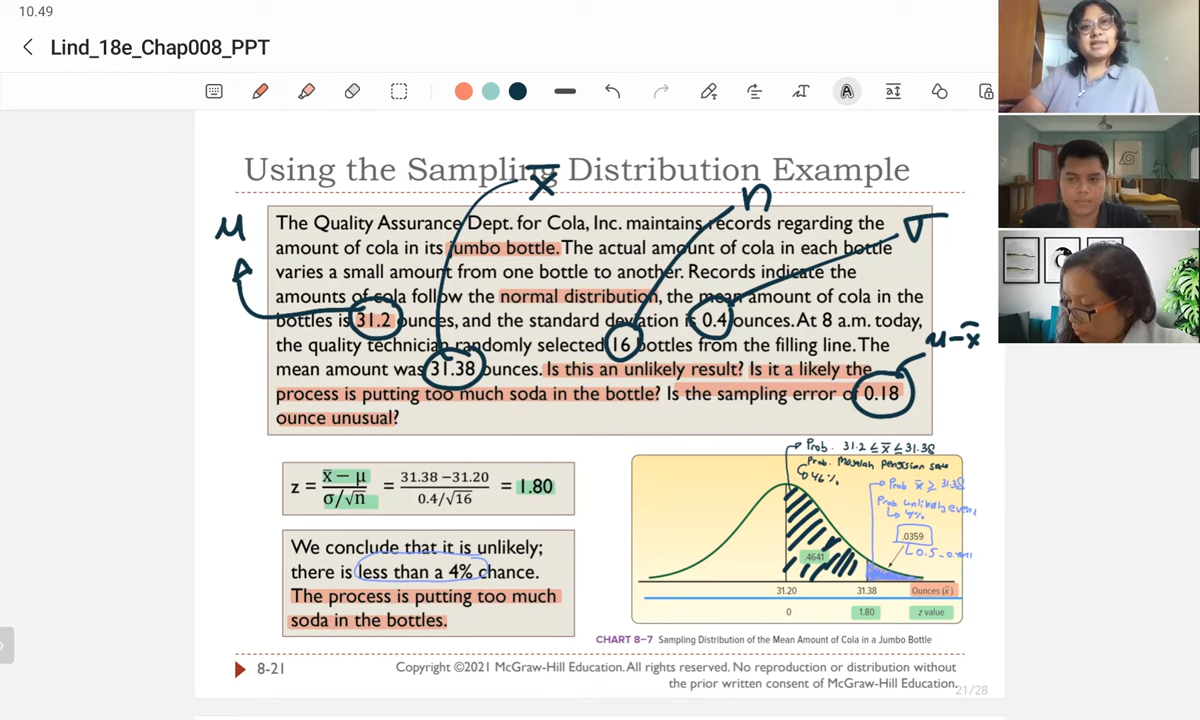 10.49
Lind_18e_Chap008_PPT
Using the Sampling Distribution Example
x̄
n
μ
σ
The Quality Assurance Dept. for Cola, Inc. maintains records regarding the
amount of cola in its jumbo bottle. The actual amount of cola in each bottle
varies a small amount from one bottle to another. Records indicate the
amounts of cola follow the normal distribution, the mean amount of cola in the
bottles is 31.2 ounces, and the standard deviation is 0.4 ounces. At 8 a.m. today,
the quality technician randomly selected 16 bottles from the filling line. The
mean amount was 31.38 ounces. Is this an unlikely result? Is it a likely the
process is putting too much soda in the bottle? Is the sampling error of 0.18
ounce unusual?
μ-x̄
z = x̄ − μ / σ/√n = 31.38 −31.20 / 0.4/√16 = 1.80
We conclude that it is unlikely;
there is less than a 4% chance.
The process is putting too much
soda in the bottles.
Prob. 31.2 ≤ x̄ ≤ 31.38
Prob. Masalah pengisian soda
46%
Prob x̄ ≥ 31.38
Prob unlikely event
4%
.0359
.4641
31.20
31.38
Ounces (x̄)
0
1.80
z value
CHART 8–7 Sampling Distribution of the Mean Amount of Cola in a Jumbo Bottle
8-21
Copyright ©2021 McGraw-Hill Education. All rights reserved. No reproduction or distribution without
the prior written consent of McGraw-Hill Education.
21/28